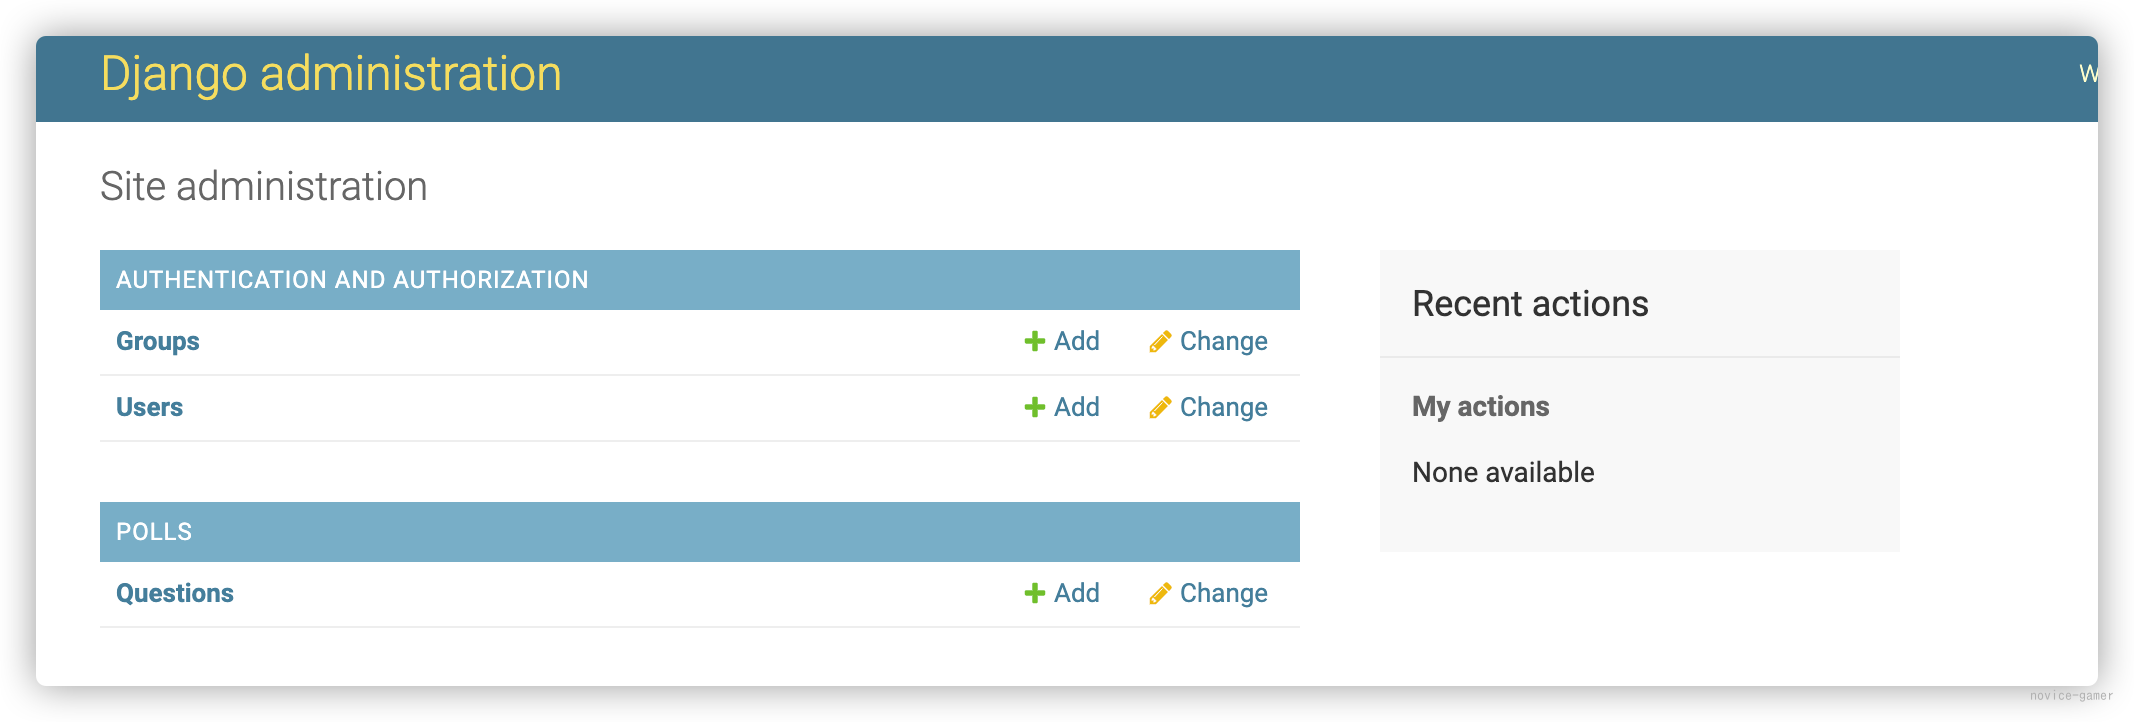 Django administration
W
Site administration
AUTHENTICATION AND AUTHORIZATION
Groups Add Change
Users Add Change
POLLS
Questions Add Change
Recent actions
My actions
None available
novice-gamer